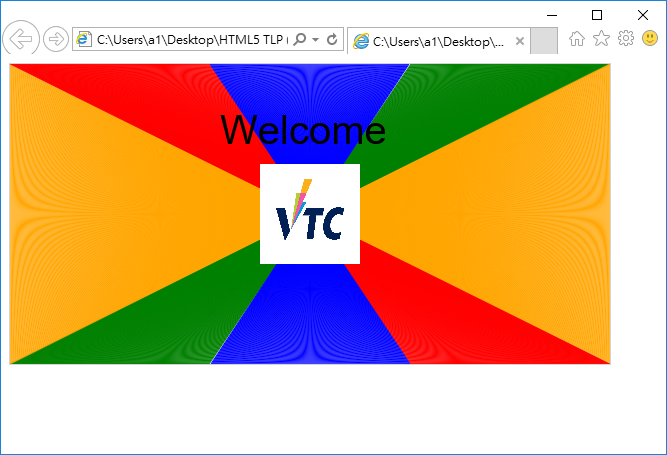 C:\Users\a1\Desktop\HTML5 TLP (
C:\Users\a1\Desktop\_...
Welcome
VTC